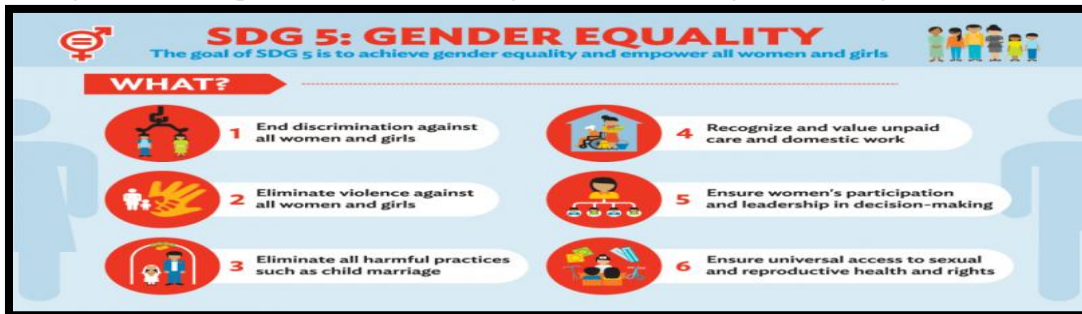 SDG 5: GENDER EQUALITY
The goal of SDG 5 is to achieve gender equality and empower all women and girls
WHAT?
1 End discrimination against
all women and girls
2 Eliminate violence against
all women and girls
3 Eliminate all harmful practices
such as child marriage
4 Recognize and value unpaid
care and domestic work
5 Ensure women's participation
and leadership in decision-making
6 Ensure universal access to sexual
and reproductive health and rights